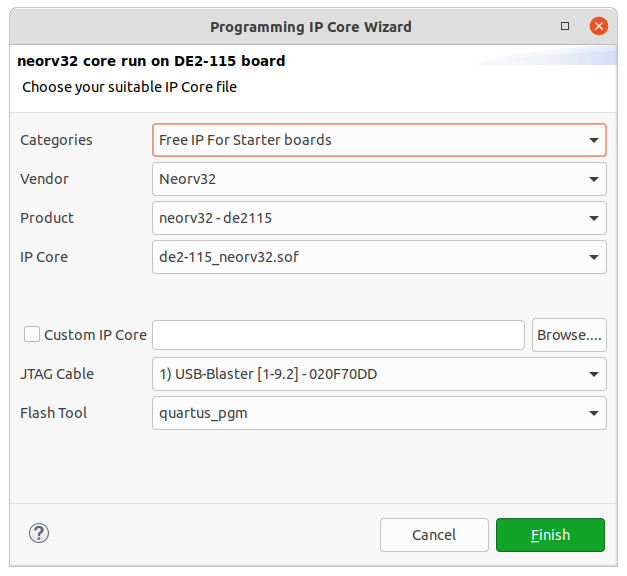 Programming IP Core Wizard
neorv32 core run on DE2-115 board
Choose your suitable IP Core file
Categories Free IP For Starter boards
Vendor Neorv32
Product neorv32 - de2115
IP Core de2-115_neorv32.sof
Custom IP Core Browse....
JTAG Cable 1) USB-Blaster [1-9.2] - 020F70DD
Flash Tool quartus_pgm
? Cancel Finish